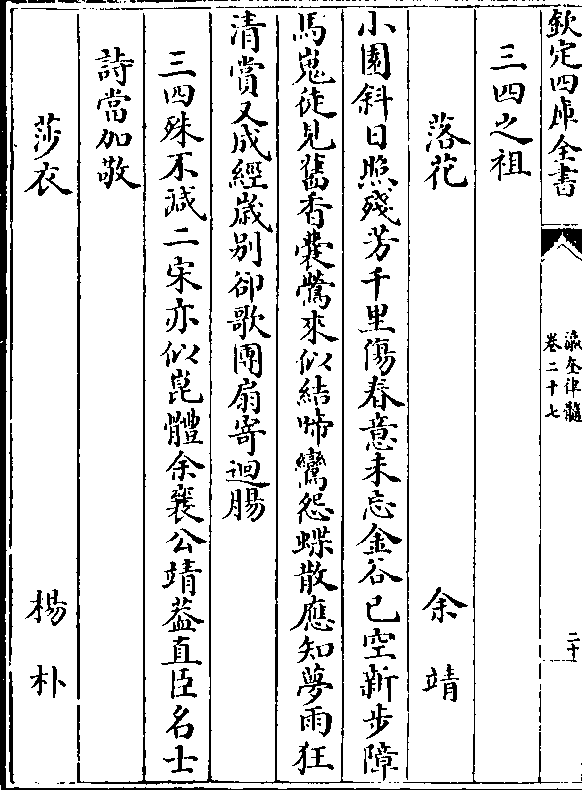 欽定四庫全書
瀛奎律髓
卷二十七
二十
三四之祖
落花 余靖
小園斜日照殘芳千里傷春意未忘金谷已空新步障
馬嵬徒見舊香囊鶯來似結啼鸞怨蝶散應知夢雨狂
清賞又成經歲别卻歌團扇寄迴腸
三四殊不减二宋亦似崑體余襄公靖葢直臣名士
詩當加敬
莎衣 楊朴